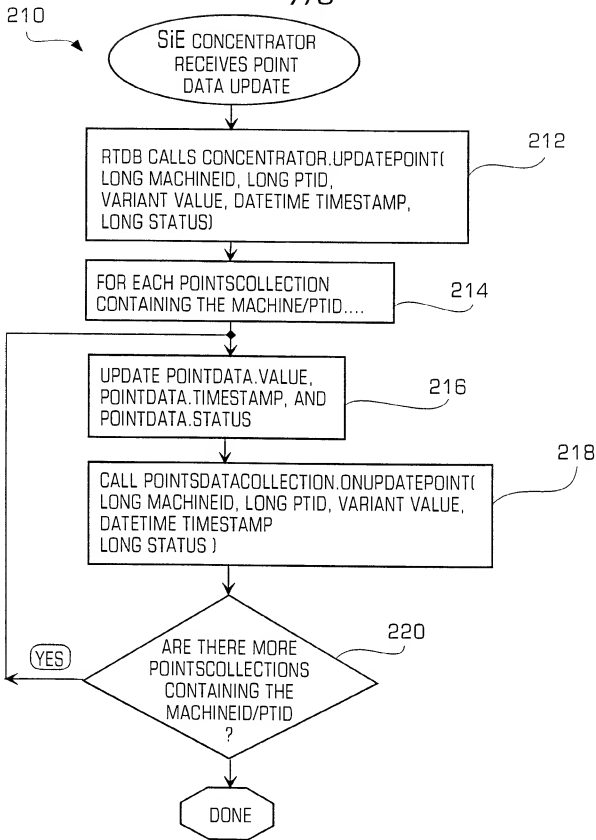 210
SiE CONCENTRATOR
RECEIVES POINT
DATA UPDATE
RTDB CALLS CONCENTRATOR.UPDATEPOINT(
LONG MACHINEID, LONG PTID,
VARIANT VALUE, DATETIME TIMESTAMP,
LONG STATUS)
212
FOR EACH POINTSCOLLECTION
CONTAINING THE MACHINE/PTID....
214
UPDATE POINTDATA.VALUE,
POINTDATA.TIMESTAMP, AND
POINTDATA.STATUS
216
CALL POINTSDATACOLLECTION.ONUPDATEPOINT(
LONG MACHINEID, LONG PTID, VARIANT VALUE,
DATETIME TIMESTAMP
LONG STATUS )
218
ARE THERE MORE
POINTSCOLLECTIONS
CONTAINING THE
MACHINEID/PTID
?
220
YES
DONE